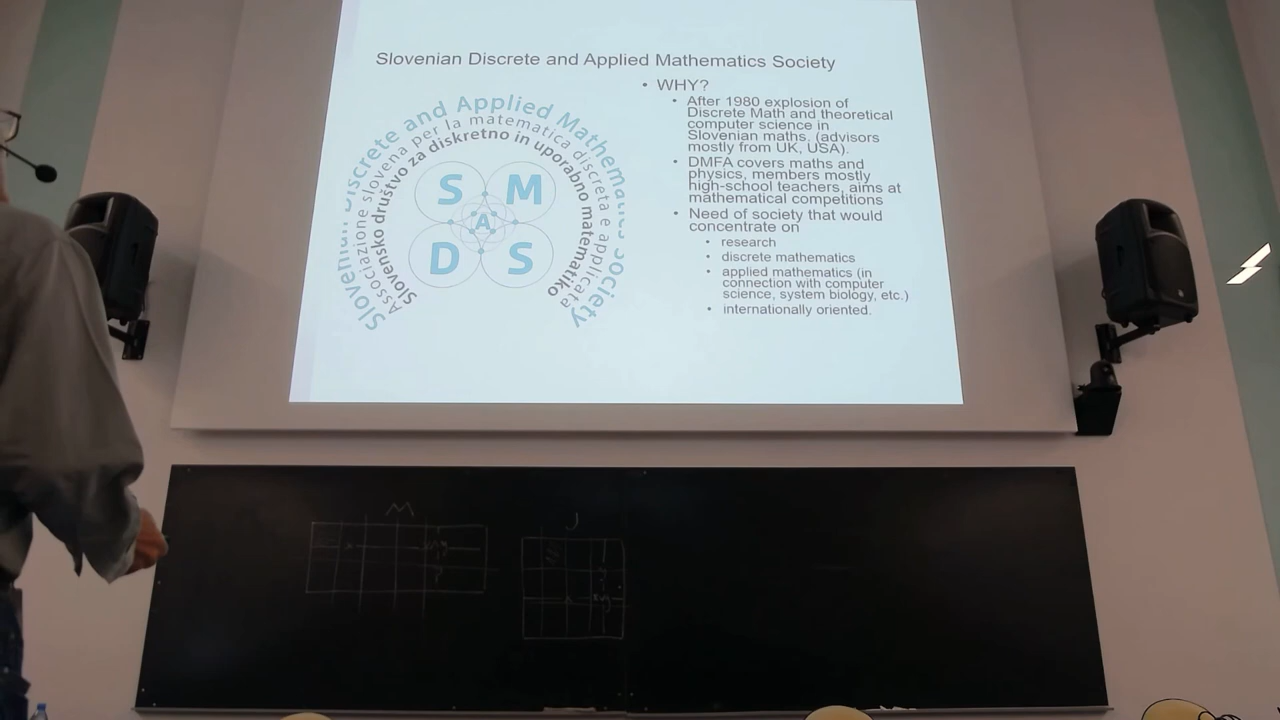 Slovenian Discrete and Applied Mathematics Society
Slovenian Discrete and Applied Mathematics Society
Associazione slovena per la matematica discreta e applicata
Slovensko društvo za diskretno in uporabno matematiko
S M
A
D S
• WHY?
• After 1980 explosion of
Discrete Math and theoretical
computer science in
Slovenian maths. (advisors
mostly from UK, USA).
• DMFA covers maths and
physics, members mostly
high-school teachers, aims at
mathematical competitions
• Need of society that would
concentrate on
• research
• discrete mathematics
• applied mathematics (in
connection with computer
science, system biology, etc.)
• internationally oriented.
M
J